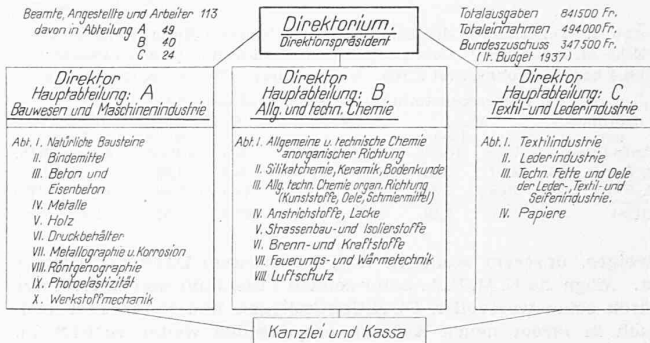 Beamte, Angestellte und Arbeiter 113
davon in Abteilung A 49
B 40
C 24
Direktorium.
Direktionspräsident
Totalausgaben 841500 Fr.
Totaleinnahmen 494000 Fr.
Bundeszuschuss 347500 Fr.
(lt. Budget 1937)
Direktor
Hauptabteilung: A
Bauwesen und Maschinenindustrie
Abt. I. Natürliche Bausteine
II. Bindemittel
III. Beton und
Eisenbeton
IV. Metalle
V. Holz
VI. Druckbehälter
VII. Metallographie u. Korrosion
VIII. Röntgenographie
IX. Photoelastizität
X. Werkstoffmechanik
Direktor
Hauptabteilung: B
Allg. und techn. Chemie
Abt. I. Allgemeine u. technische Chemie
anorganischer Richtung
II. Silikatchemie, Keramik, Bodenkunde
III. Allg. techn. Chemie organ. Richtung
(Kunststoffe, Oele, Schmiermittel)
IV. Anstrichstoffe, Lacke
V. Strassenbau- und Isolierstoffe
VI. Brenn- und Kraftstoffe
VII. Feuerungs- und Wärmetechnik
VIII. Luftschutz
Direktor
Hauptabteilung: C
Textil- und Lederindustrie
Abt. I. Textilindustrie
II. Lederindustrie
III. Techn. Fette und Oele
der Leder-, Textil- und
Seifenindustrie.
IV. Papiere
Kanzlei und Kassa